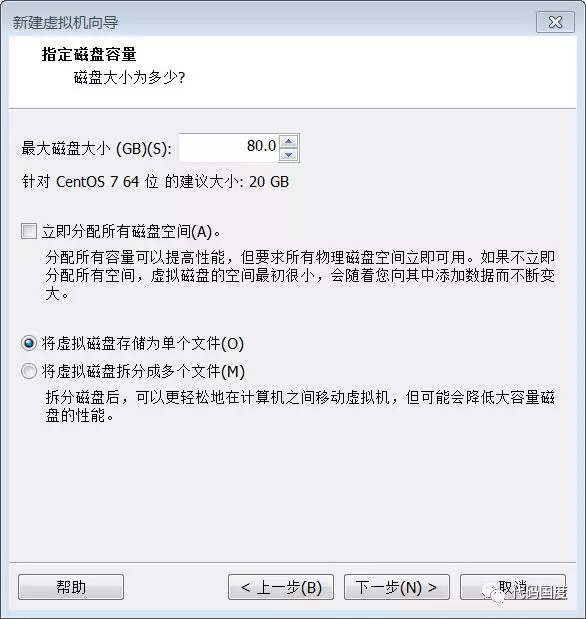 新建虚拟机向导
指定磁盘容量
磁盘大小为多少?
最大磁盘大小 (GB)(S): 80.0
针对 CentOS 7 64 位 的建议大小: 20 GB
立即分配所有磁盘空间(A)。
分配所有容量可以提高性能，但要求所有物理磁盘空间立即可用。如果不立即
分配所有空间，虚拟磁盘的空间最初很小，会随着您向其中添加数据而不断变
大。
将虚拟磁盘存储为单个文件(O)
将虚拟磁盘拆分成多个文件(M)
拆分磁盘后，可以更轻松地在计算机之间移动虚拟机，但可能会降低大容量磁
盘的性能。
帮助 < 上一步(B) 下一步(N) > 取消
代码国度